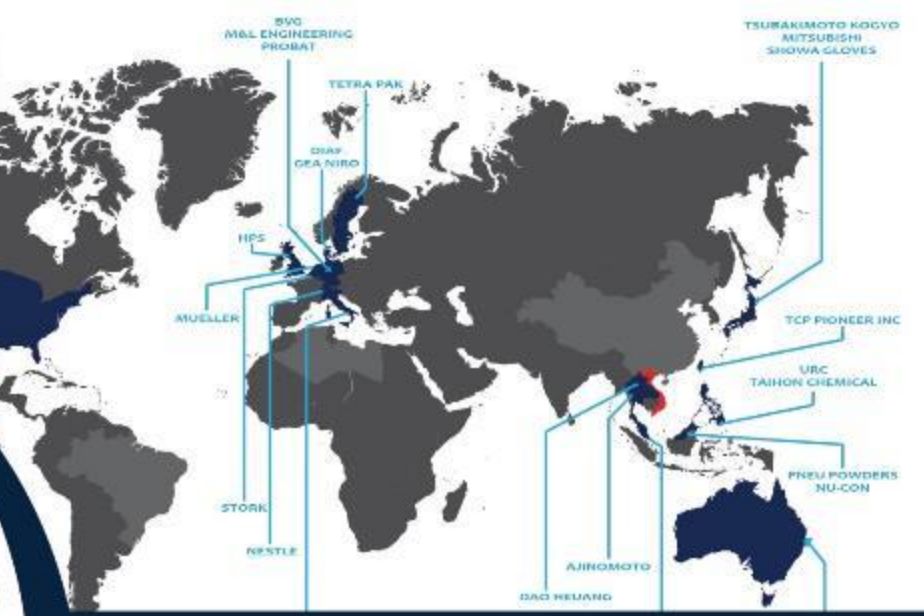 BVG
M&L ENGINEERING
PROBAT
TSUBAKIMOTO KOGYO
MITSUBISHI
SHOWA GLOVES
TETRA PAK
DIAF
GEA NIRO
HPS
MUELLER
TCP PIONEER INC
URC
TAIHON CHEMICAL
PNEU POWDERS
NU-CON
STORK
NESTLE
AJINOMOTO
DAO HEUANG